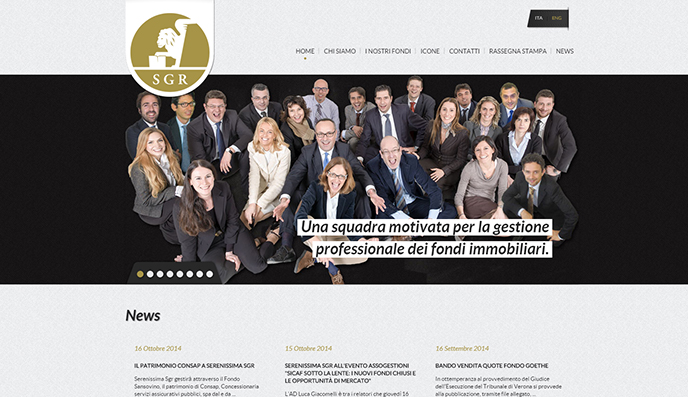 ITA ENG
SGR
HOME CHI SIAMO I NOSTRI FONDI ICONE CONTATTI RASSEGNA STAMPA NEWS
Una squadra motivata per la gestione
professionale dei fondi immobiliari.
News
16 Ottobre 2014
IL PATRIMONIO CONSAP A SERENISSIMA SGR
Serenissima Sgr gestirà attraverso il Fondo
Sansovino, il patrimonio di Consap, Concessionaria
servizi assicurativi pubblici, spa dal e da ...
15 Ottobre 2014
SERENISSIMA SGR ALL'EVENTO ASSOGESTIONI
"SICAF SOTTO LA LENTE: I NUOVI FONDI CHIUSI E
LE OPPORTUNITÀ DI MERCATO"
L'AD Luca Giacomelli è tra i relatori che giovedì 16
16 Settembre 2014
BANDO VENDITA QUOTE FONDO GOETHE
In ottemperanza al provvedimento del Giudice
dell'Esecuzione del Tribunale di Verona si provvede
alla pubblicazione, tramite file allegato, ...